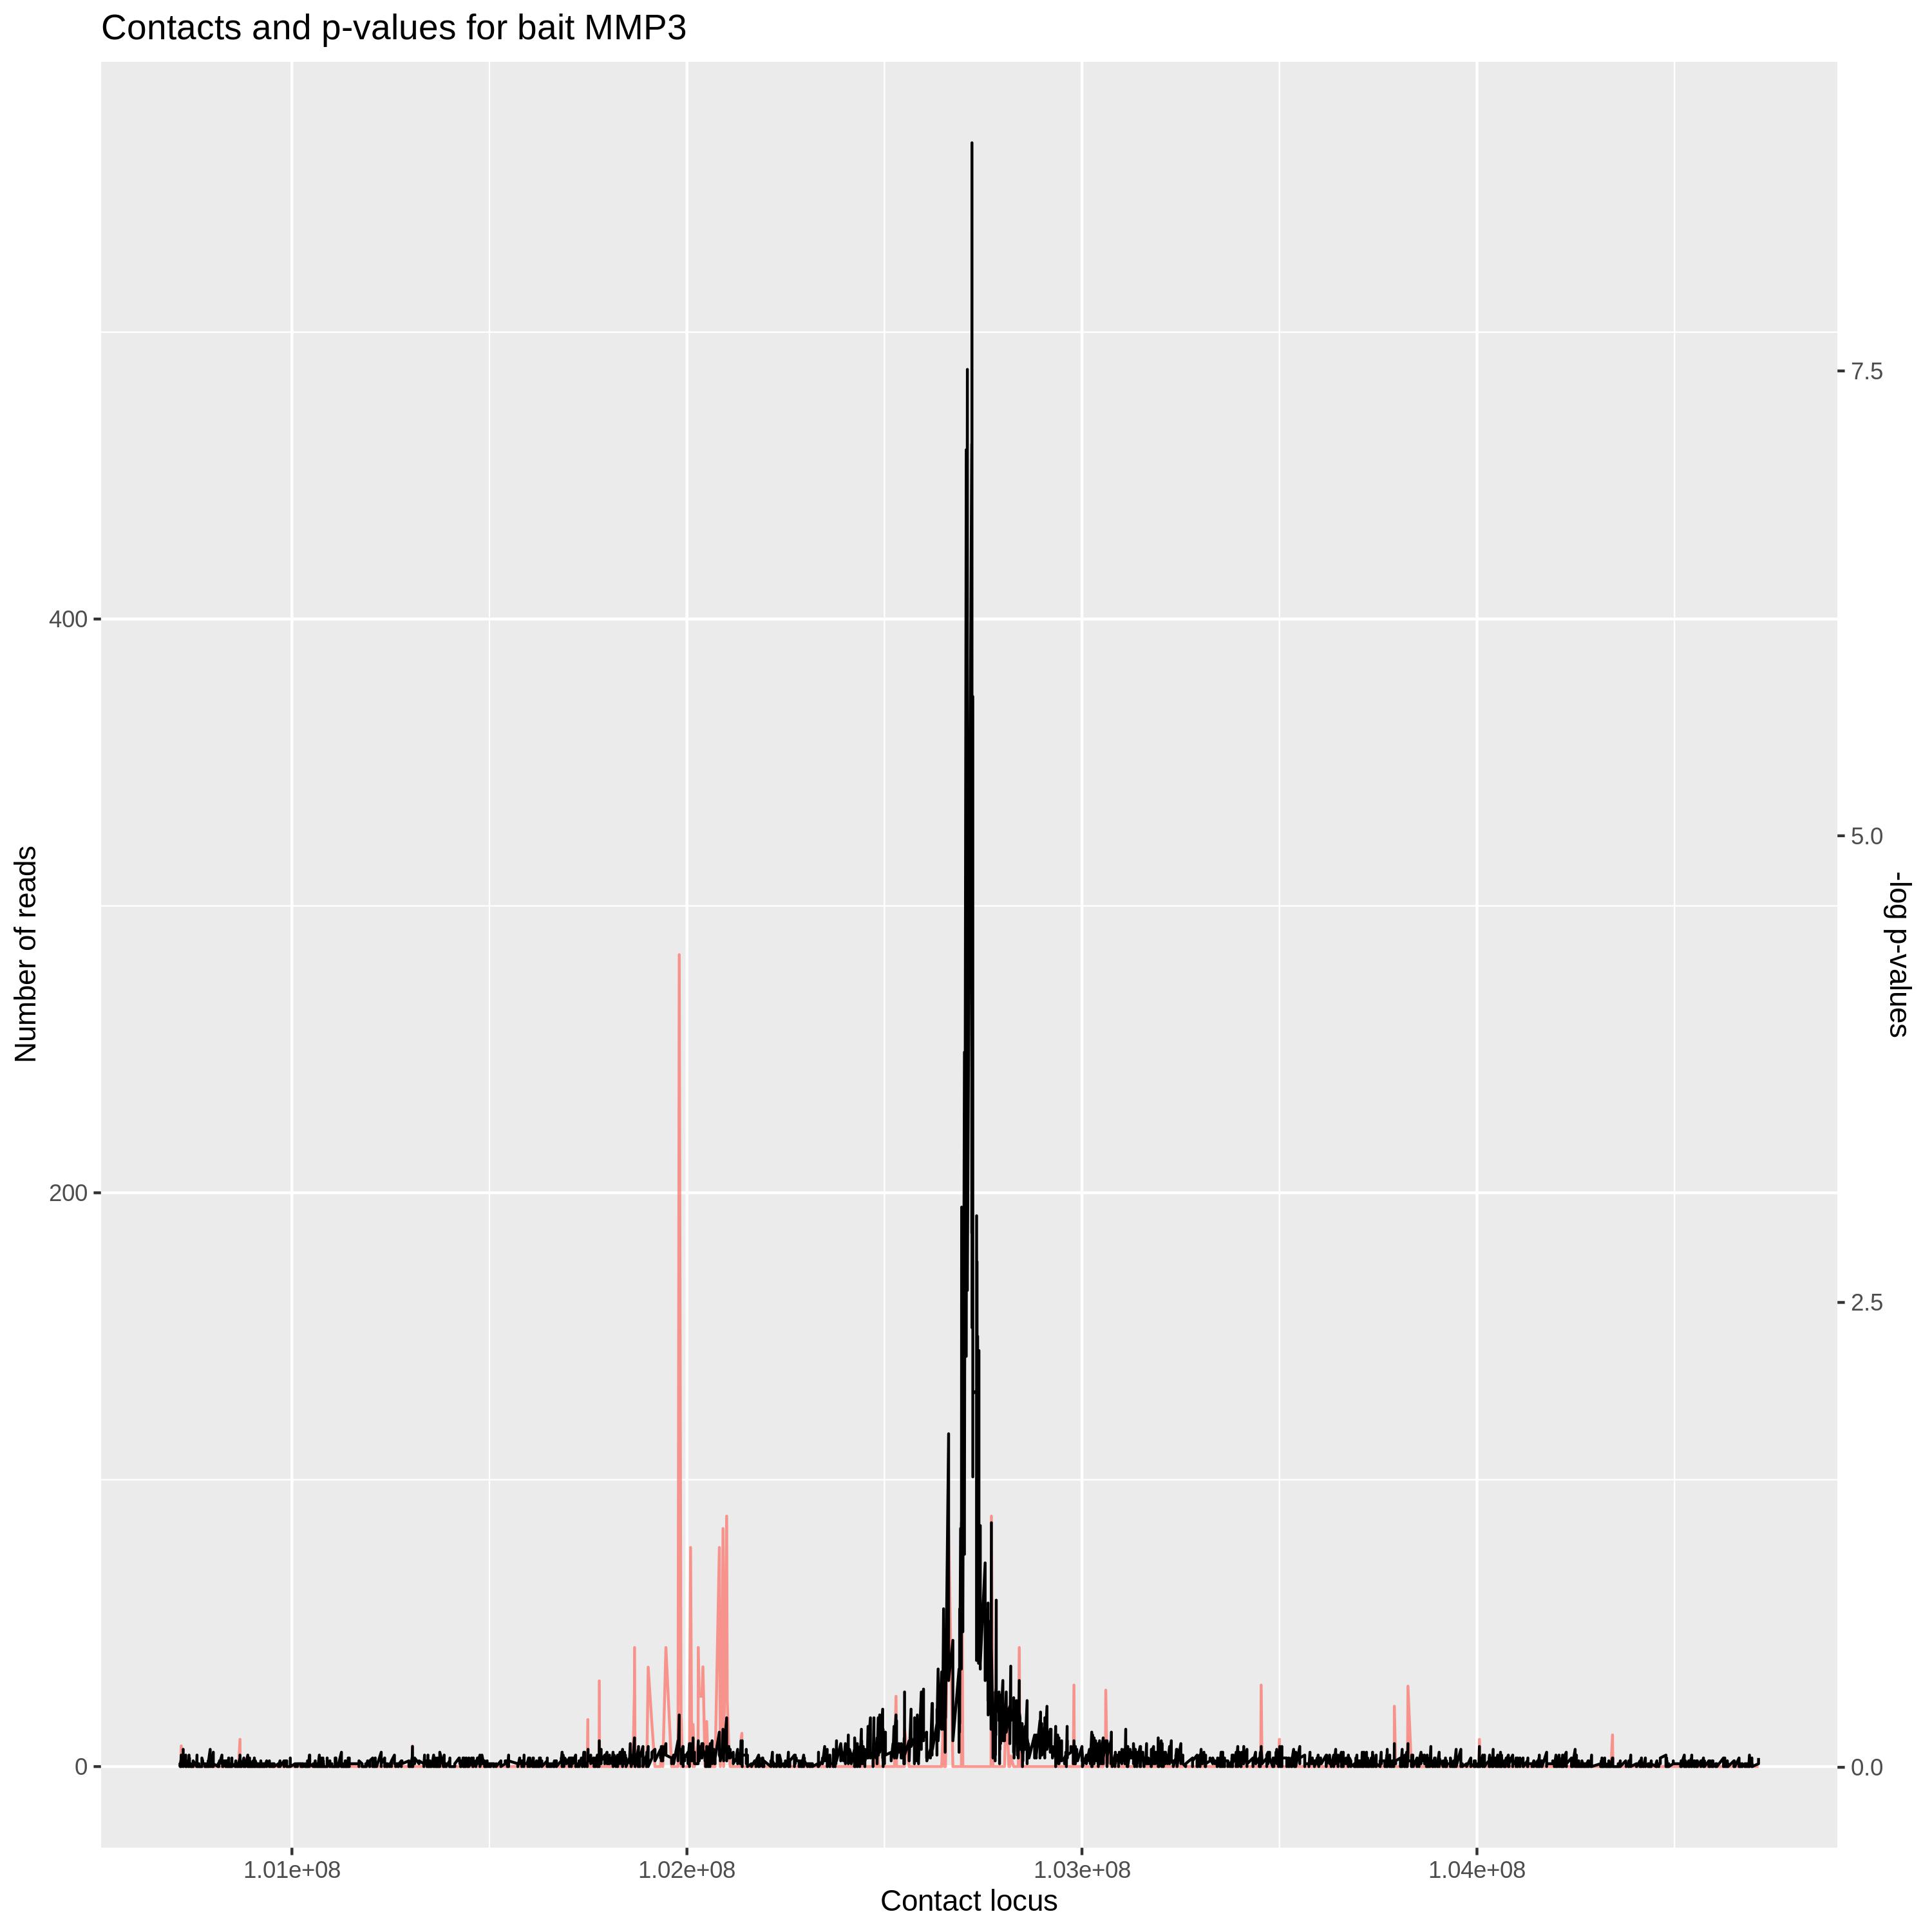 Contacts and p-values for bait MMP3
Number of reads
400
200
0
7.5
5.0
2.5
0.0
-log p-values
1.01e+08
1.02e+08
1.03e+08
1.04e+08
Contact locus